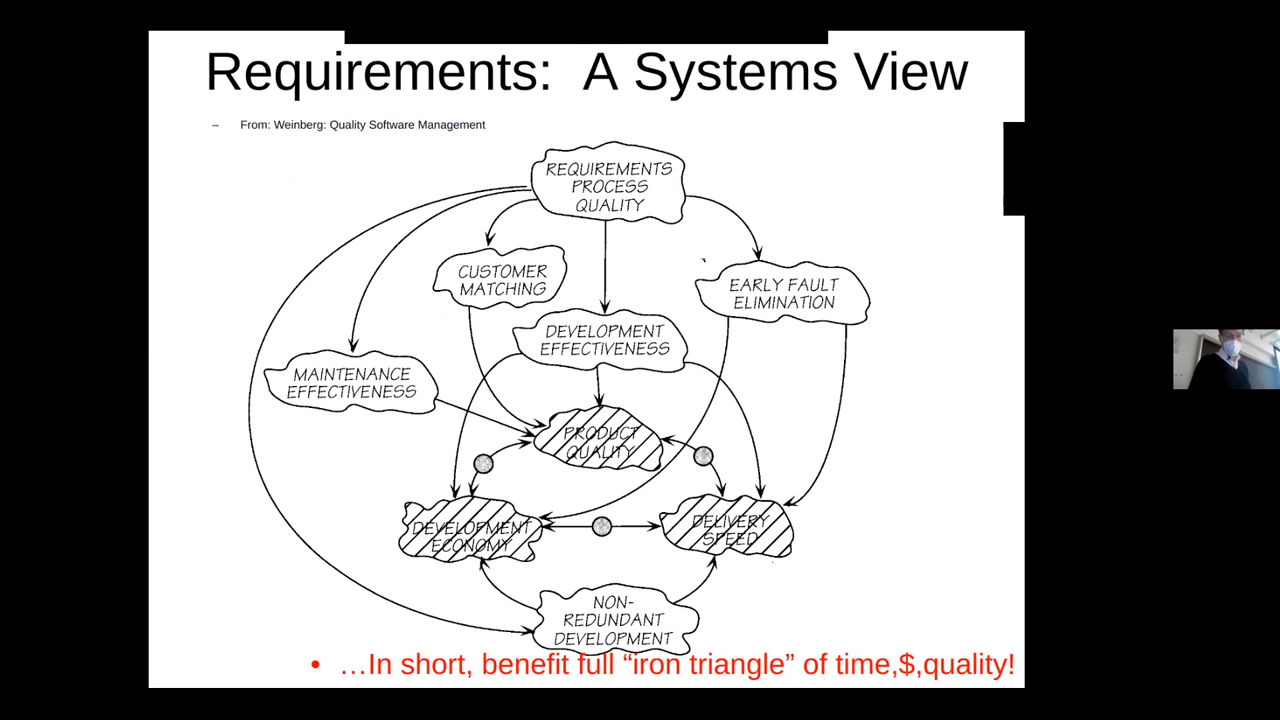 Requirements:  A Systems View
– From: Weinberg: Quality Software Management
REQUIREMENTS
PROCESS
QUALITY
CUSTOMER
MATCHING
EARLY FAULT
ELIMINATION
DEVELOPMENT
EFFECTIVENESS
MAINTENANCE
EFFECTIVENESS
PRODUCT
QUALITY
DEVELOPMENT
ECONOMY
DELIVERY
SPEED
NON-
REDUNDANT
DEVELOPMENT
• …In short, benefit full “iron triangle” of time,$,quality!